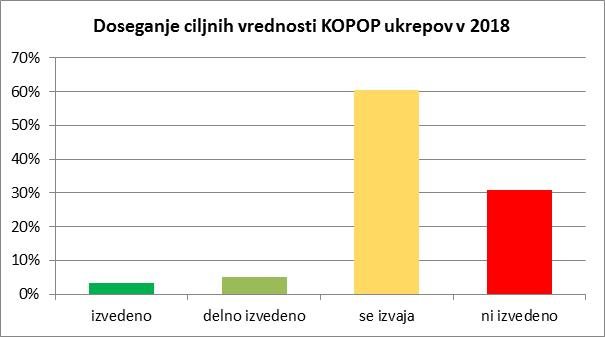 Doseganje ciljnih vrednosti KOPOP ukrepov v 2018
70%
60%
50%
40%
30%
20%
10%
0%
izvedeno
delno izvedeno
se izvaja
ni izvedeno